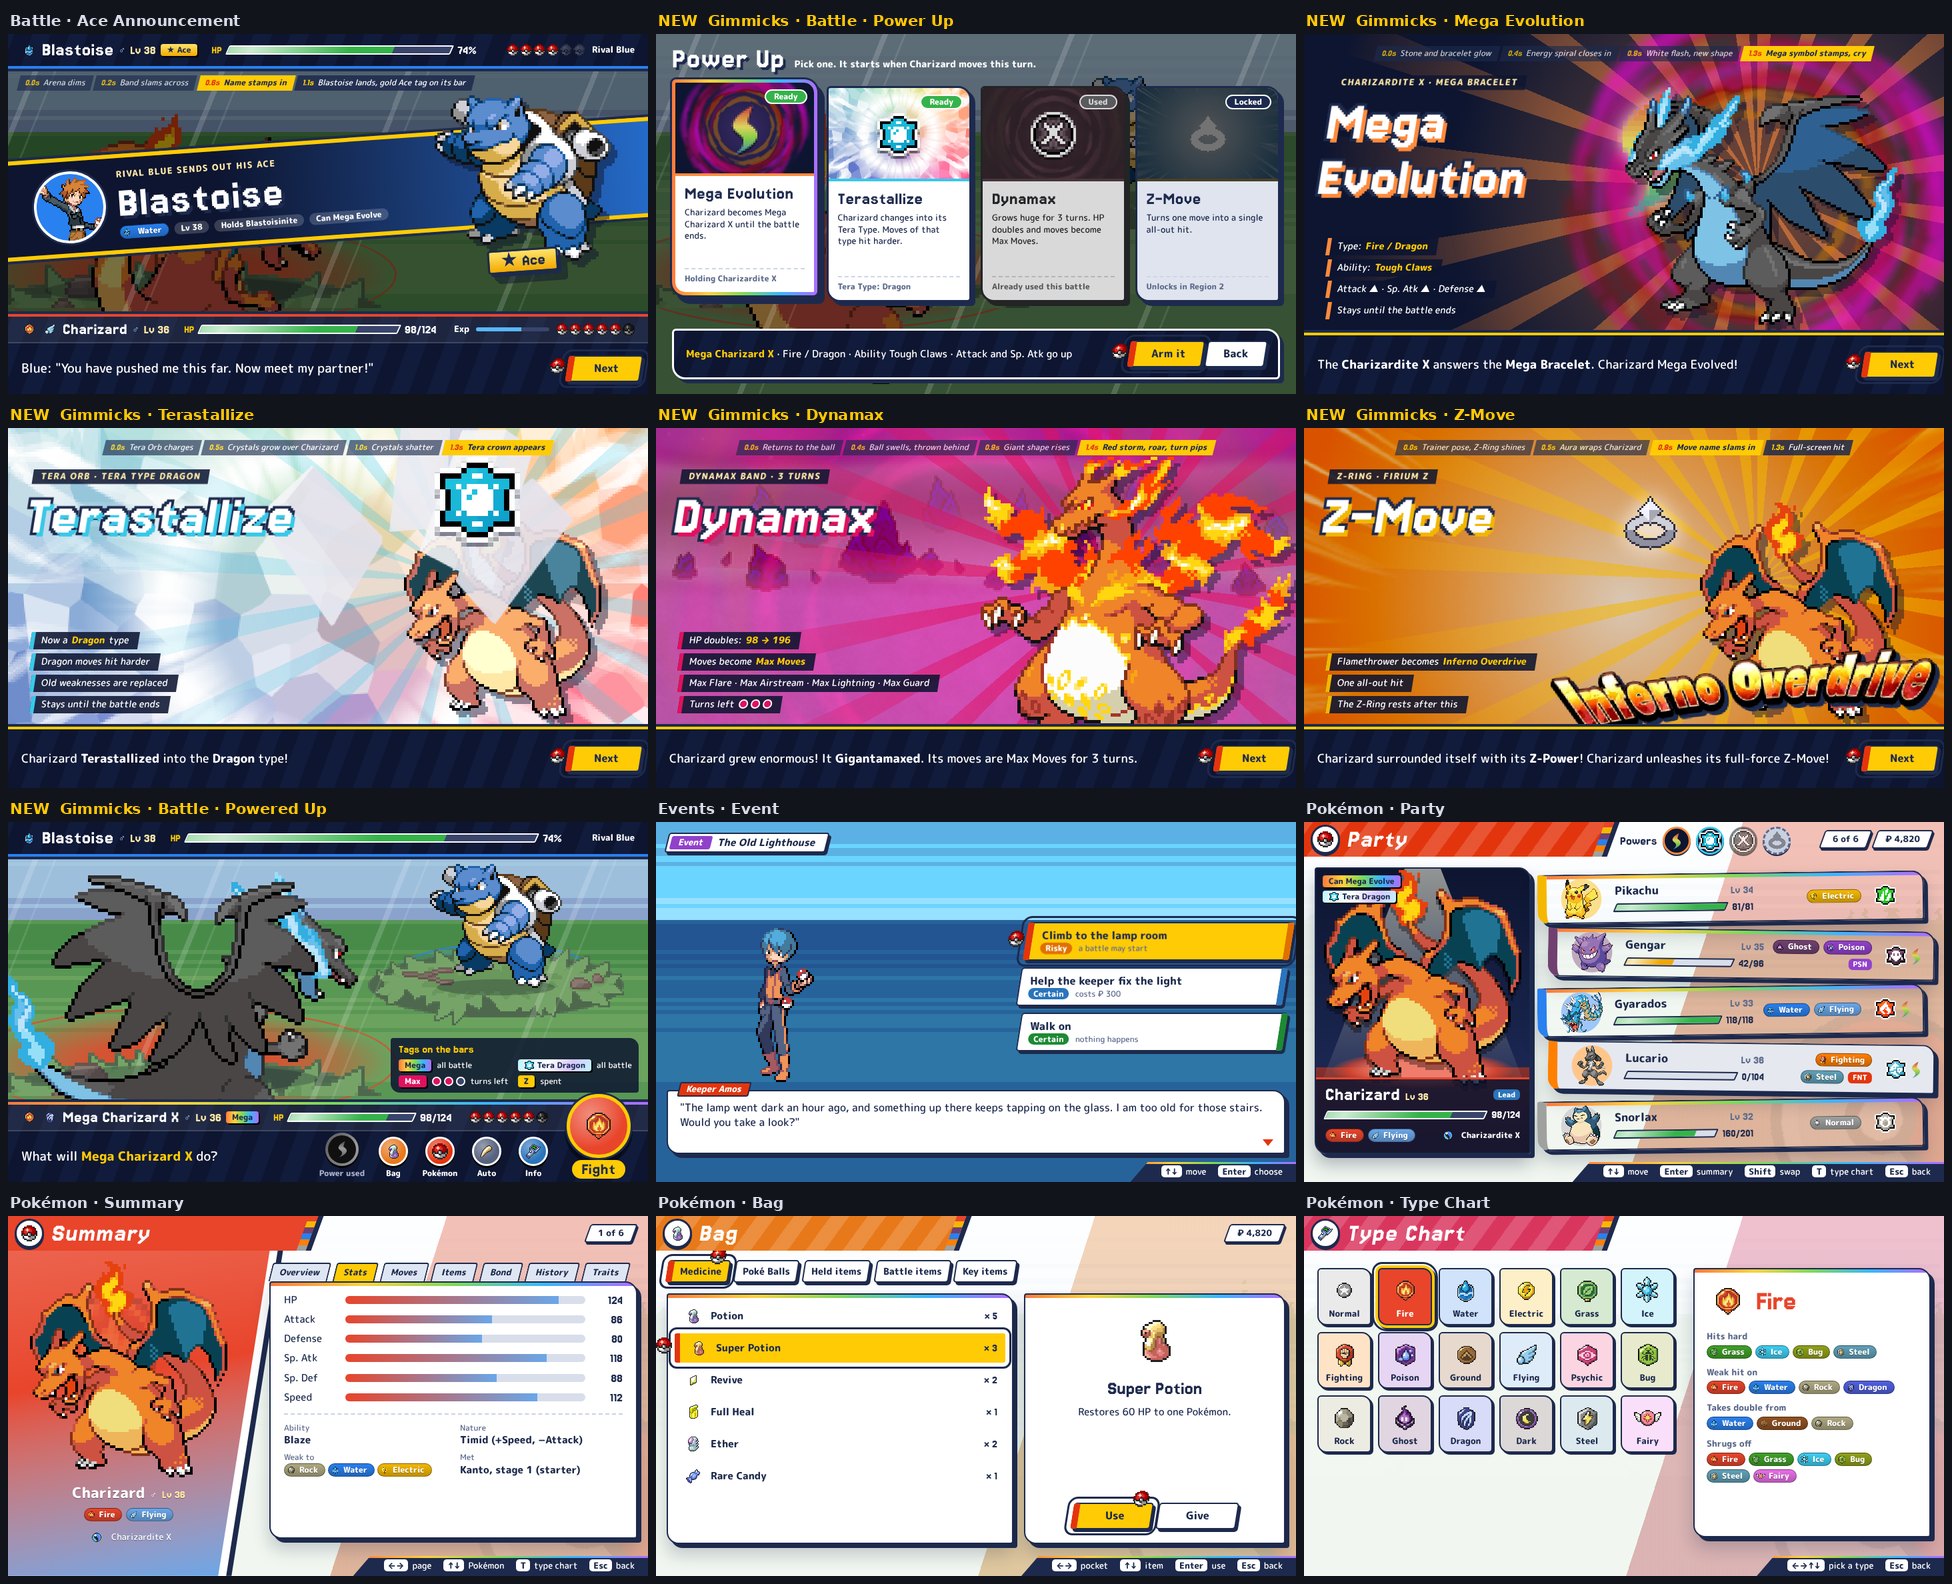 Battle · Ace Announcement
Blastoise ♂ Lv 38 ★ Ace HP 74% Rival Blue
0.0s Arena dims 0.2s Band slams across 0.8s Name stamps in 1.1s Blastoise lands, gold Ace tag on its bar
RIVAL BLUE SENDS OUT HIS ACE
Blastoise
Water Lv 38 Holds Blastoisinite Can Mega Evolve
★ Ace
Charizard ♂ Lv 36 HP 98/124 Exp
Blue: "You have pushed me this far. Now meet my partner!"
Next
NEW Gimmicks · Battle · Power Up
Power Up Pick one. It starts when Charizard moves this turn.
Ready
Mega Evolution
Charizard becomes Mega
Charizard X until the battle
ends.
Holding Charizardite X
Ready
Terastallize
Charizard changes into its
Tera Type. Moves of that
type hit harder.
Tera Type: Dragon
Used
Dynamax
Grows huge for 3 turns. HP
doubles and moves become
Max Moves.
Already used this battle
Locked
Z-Move
Turns one move into a single
all-out hit.
Unlocks in Region 2
Mega Charizard X · Fire / Dragon · Ability Tough Claws · Attack and Sp. Atk go up
Arm it Back
NEW Gimmicks · Mega Evolution
0.0s Stone and bracelet glow 0.4s Energy spiral closes in 0.8s White flash, new shape 1.3s Mega symbol stamps, cry
CHARIZARDITE X · MEGA BRACELET
Mega
Evolution
Type: Fire / Dragon
Ability: Tough Claws
Attack ▲ · Sp. Atk ▲ · Defense ▲
Stays until the battle ends
The Charizardite X answers the Mega Bracelet. Charizard Mega Evolved!
Next
NEW Gimmicks · Terastallize
0.0s Tera Orb charges 0.5s Crystals grow over Charizard 1.0s Crystals shatter 1.3s Tera crown appears
TERA ORB · TERA TYPE DRAGON
Terastallize
Now a Dragon type
Dragon moves hit harder
Old weaknesses are replaced
Stays until the battle ends
Charizard Terastallized into the Dragon type!
Next
NEW Gimmicks · Dynamax
0.0s Returns to the ball 0.4s Ball swells, thrown behind 0.9s Giant shape rises 1.4s Red storm, roar, turn pips
DYNAMAX BAND · 3 TURNS
Dynamax
HP doubles: 98 → 196
Moves become Max Moves
Max Flare · Max Airstream · Max Lightning · Max Guard
Turns left
Charizard grew enormous! It Gigantamaxed. Its moves are Max Moves for 3 turns.
Next
NEW Gimmicks · Z-Move
0.0s Trainer pose, Z-Ring shines 0.5s Aura wraps Charizard 0.8s Move name slams in 1.3s Full-screen hit
Z-RING · FIRIUM Z
Z-Move
Flamethrower becomes Inferno Overdrive
One all-out hit
The Z-Ring rests after this
Inferno Overdrive
Charizard surrounded itself with its Z-Power! Charizard unleashes its full-force Z-Move!
Next
NEW Gimmicks · Battle · Powered Up
Blastoise ♂ Lv 38 HP 74% Rival Blue
Tags on the bars
Mega all battle Tera Dragon all battle
Max turns left Z spent
Mega Charizard X ♂ Lv 36 Mega HP 98/124
What will Mega Charizard X do?
Power used Bag Pokémon Auto Info Fight
Events · Event
Event The Old Lighthouse
Climb to the lamp room
Risky a battle may start
Help the keeper fix the light
Certain costs ₽ 300
Walk on
Certain nothing happens
Keeper Amos
"The lamp went dark an hour ago, and something up there keeps tapping on the glass. I am too old for those stairs.
Would you take a look?"
↑↓ move Enter choose
Pokémon · Party
Party Powers 6 of 6 ₽ 4,820
Can Mega Evolve
Tera Dragon
Charizard Lv 36 Lead
98/124
Fire Flying Charizardite X
Pikachu Lv 34 Electric
81/81
Gengar Lv 35 Ghost Poison
42/96 PSN
Gyarados Lv 33 Water Flying
118/118
Lucario Lv 36 Fighting
0/104 Steel FNT
Snorlax Lv 32 Normal
160/201
↑↓ move Enter summary Shift swap T type chart Esc back
Pokémon · Summary
Summary 1 of 6
Overview Stats Moves Items Bond History Traits
HP 124
Attack 86
Defense 80
Sp. Atk 118
Sp. Def 88
Speed 112
Ability Nature
Blaze Timid (+Speed, −Attack)
Weak to Met
Rock Water Electric Kanto, stage 1 (starter)
Charizard ♂ Lv 36
Fire Flying
Charizardite X
←→ page ↑↓ Pokémon T type chart Esc back
Pokémon · Bag
Bag ₽ 4,820
Medicine Poké Balls Held items Battle items Key items
Potion ×5
Super Potion ×3
Revive ×2
Full Heal ×1
Ether ×2
Rare Candy ×1
Super Potion
Restores 60 HP to one Pokémon.
Use Give
←→ pocket ↑↓ item Enter use Esc back
Pokémon · Type Chart
Type Chart
Normal Fire Water Electric Grass Ice
Fighting Poison Ground Flying Psychic Bug
Rock Ghost Dragon Dark Steel Fairy
Fire
Hits hard
Grass Ice Bug Steel
Weak hit on
Fire Water Rock Dragon
Takes double from
Water Ground Rock
Shrugs off
Fire Grass Ice Bug
Steel Fairy
←→↑↓ pick a type Esc back